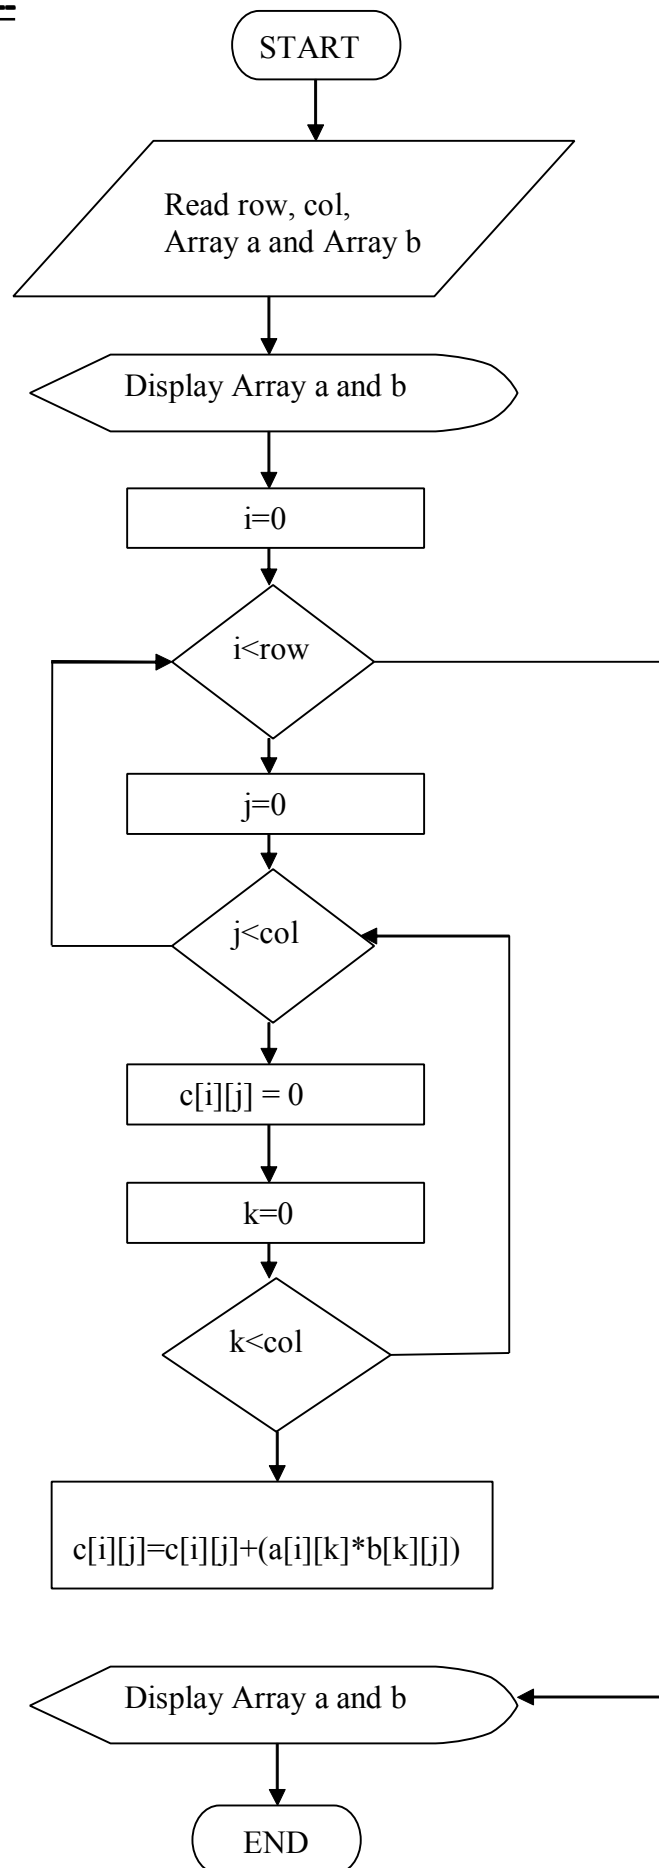 START
Read row, col,
Array a and Array b
Display Array a and b
i=0
i<row
j=0
j<col
c[i][j] = 0
k=0
k<col
c[i][j]=c[i][j]+(a[i][k]*b[k][j])
Display Array a and b
END